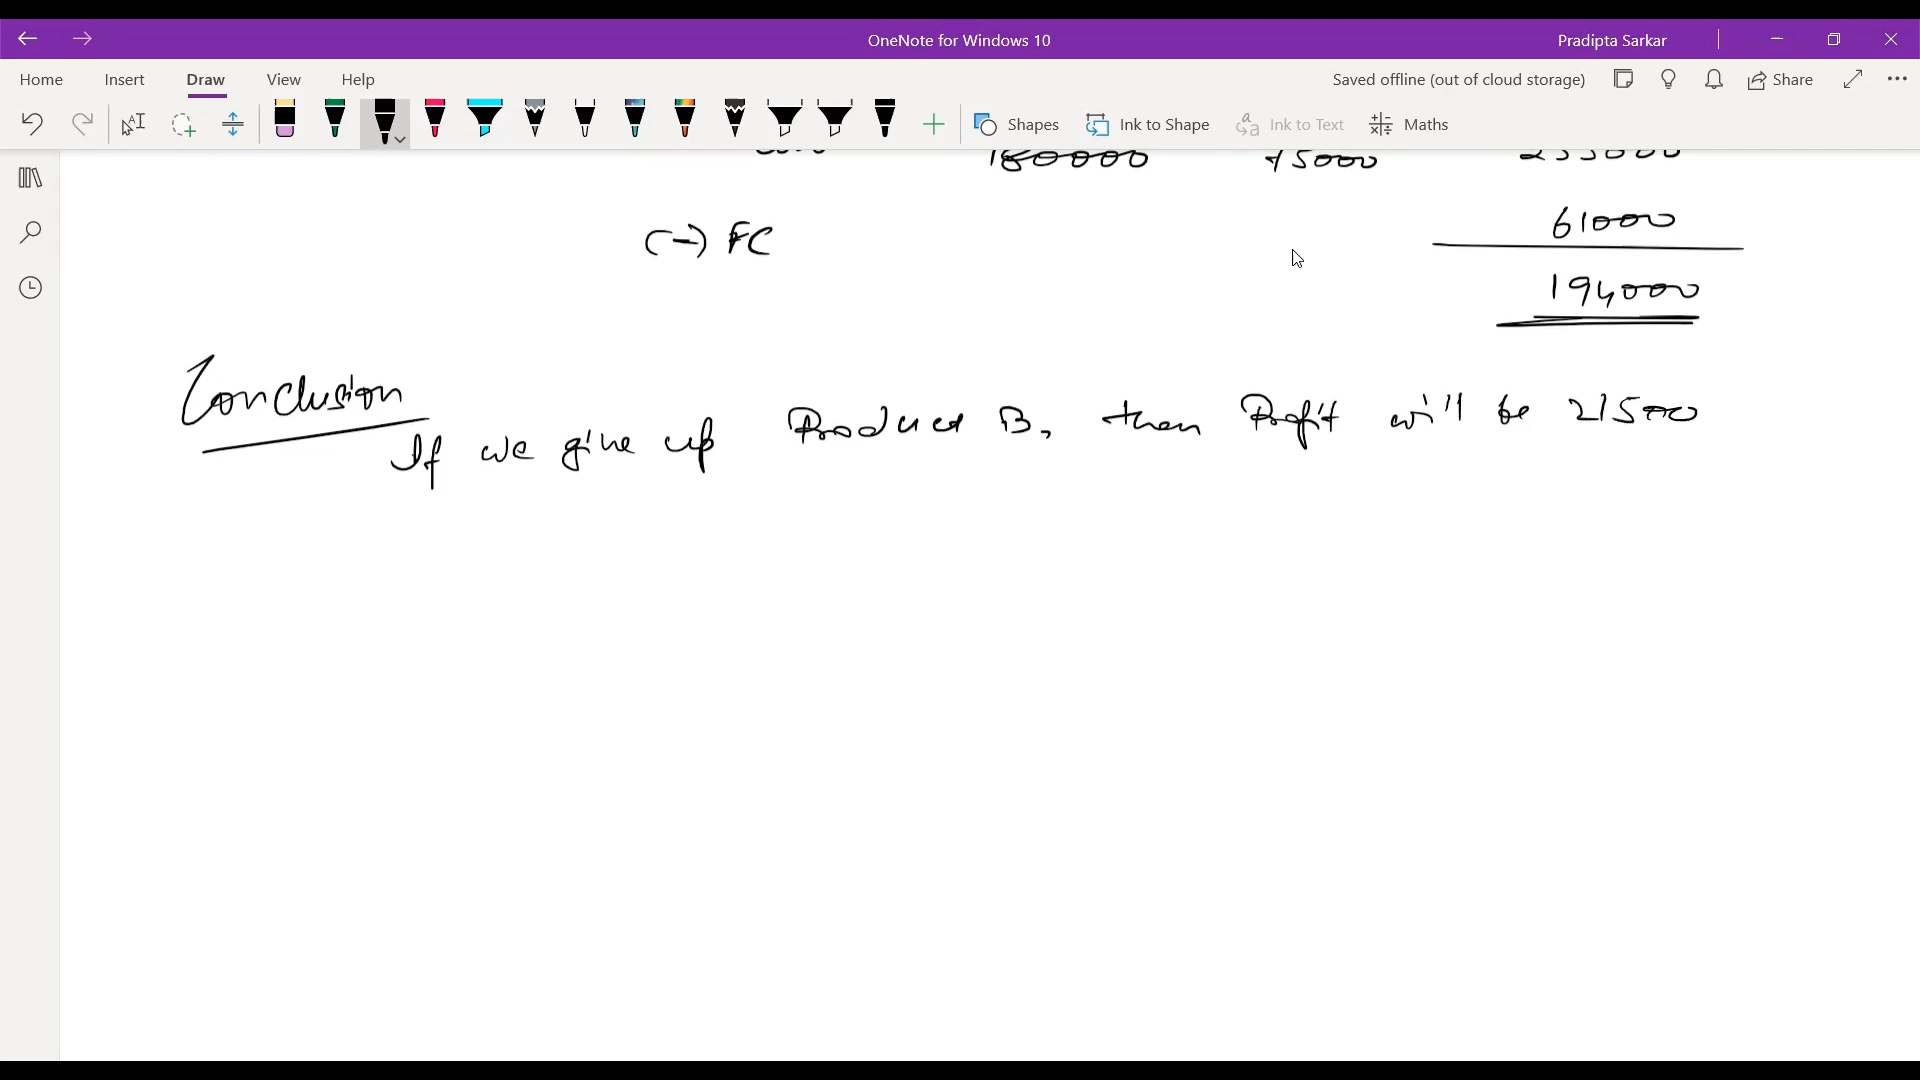 OneNote for Windows 10
Pradipta Sarkar
Home Insert Draw View Help
Saved offline (out of cloud storage) Share
Shapes Ink to Shape Ink to Text Maths
180000 75000 255000
(-) FC 61000
194000
Conclusion
If we give up Product B, then Profit will be 21500